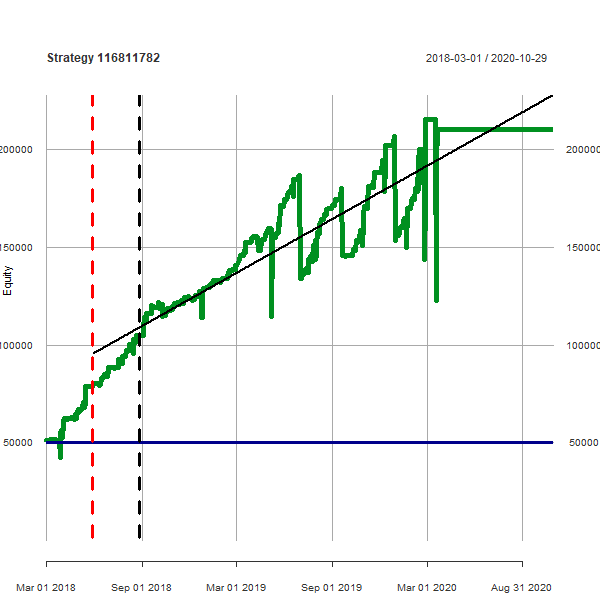 Strategy 116811782
2018-03-01 / 2020-10-29
200000
200000
150000
150000
Equity
100000
100000
50000
50000
Mar 01 2018
Sep 01 2018
Mar 01 2019
Sep 01 2019
Mar 01 2020
Aug 31 2020